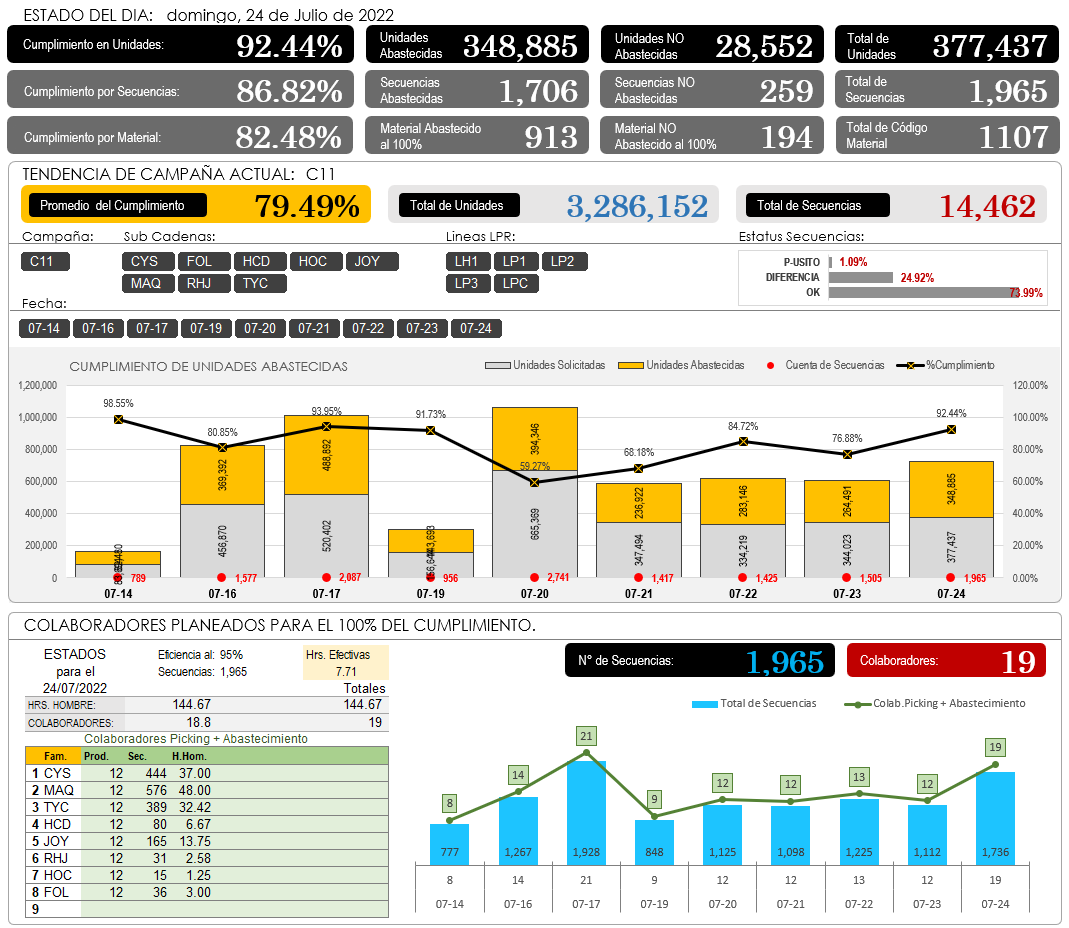 ESTADO DEL DIA: domingo, 24 de Julio de 2022
Cumplimiento en Unidades: 92.44%
Unidades Abastecidas 348,885
Unidades NO Abastecidas 28,552
Total de Unidades 377,437
Cumplimiento por Secuencias: 86.82%
Secuencias Abastecidas 1,706
Secuencias NO Abastecidas 259
Total de Secuencias 1,965
Cumplimiento por Material: 82.48%
Material Abastecido al 100% 913
Material NO Abastecido al 100% 194
Total de Código Material 1107
TENDENCIA DE CAMPAÑA ACTUAL: C11
Promedio del Cumplimiento 79.49%
Total de Unidades 3,286,152
Total de Secuencias 14,462
Campaña: Sub Cadenas: Lineas LPR: Estatus Secuencias:
C11 CYS FOL HCD HOC JOY LH1 LP1 LP2
MAQ RHJ TYC LP3 LPC
P-USITO 1.09%
DIFERENCIA 24.92%
OK 73.99%
Fecha:
07-14 07-16 07-17 07-19 07-20 07-21 07-22 07-23 07-24
CUMPLIMIENTO DE UNIDADES ABASTECIDAS
Unidades Solicitadas Unidades Abastecidas Cuenta de Secuencias %Cumplimiento
1,200,000 120.00%
1,000,000 100.00%
800,000 80.00%
600,000 60.00%
400,000 40.00%
200,000 20.00%
0 0.00%
98.55% 80.85% 93.95% 91.73% 59.27% 68.18% 84.72% 76.88% 92.44%
369,392 488,892 394,346 236,922 283,146 264,491 348,885
456,870 520,402 665,369 347,494 334,219 344,023 377,437
789 1,577 2,087 956 2,741 1,417 1,425 1,505 1,965
07-14 07-16 07-17 07-19 07-20 07-21 07-22 07-23 07-24
COLABORADORES PLANEADOS PARA EL 100% DEL CUMPLIMIENTO.
ESTADOS para el 24/07/2022
Eficiencia al: 95%
Secuencias: 1,965
Hrs. Efectivas
7.71
Totales
HRS. HOMBRE: 144.67 144.67
COLABORADORES: 18.8 19
Colaboradores Picking + Abastecimiento
Fam. Prod. Sec. H.Hom.
1 CYS 12 444 37.00
2 MAQ 12 576 48.00
3 TYC 12 389 32.42
4 HCD 12 80 6.67
5 JOY 12 165 13.75
6 RHJ 12 31 2.58
7 HOC 12 15 1.25
8 FOL 12 36 3.00
9
N° de Secuencias: 1,965
Colaboradores: 19
Total de Secuencias Colab.Picking + Abastecimiento
8 14 21 9 12 12 13 12 19
777 1,267 1,928 848 1,125 1,098 1,225 1,112 1,736
8 14 21 9 12 12 13 12 19
07-14 07-16 07-17 07-19 07-20 07-21 07-22 07-23 07-24